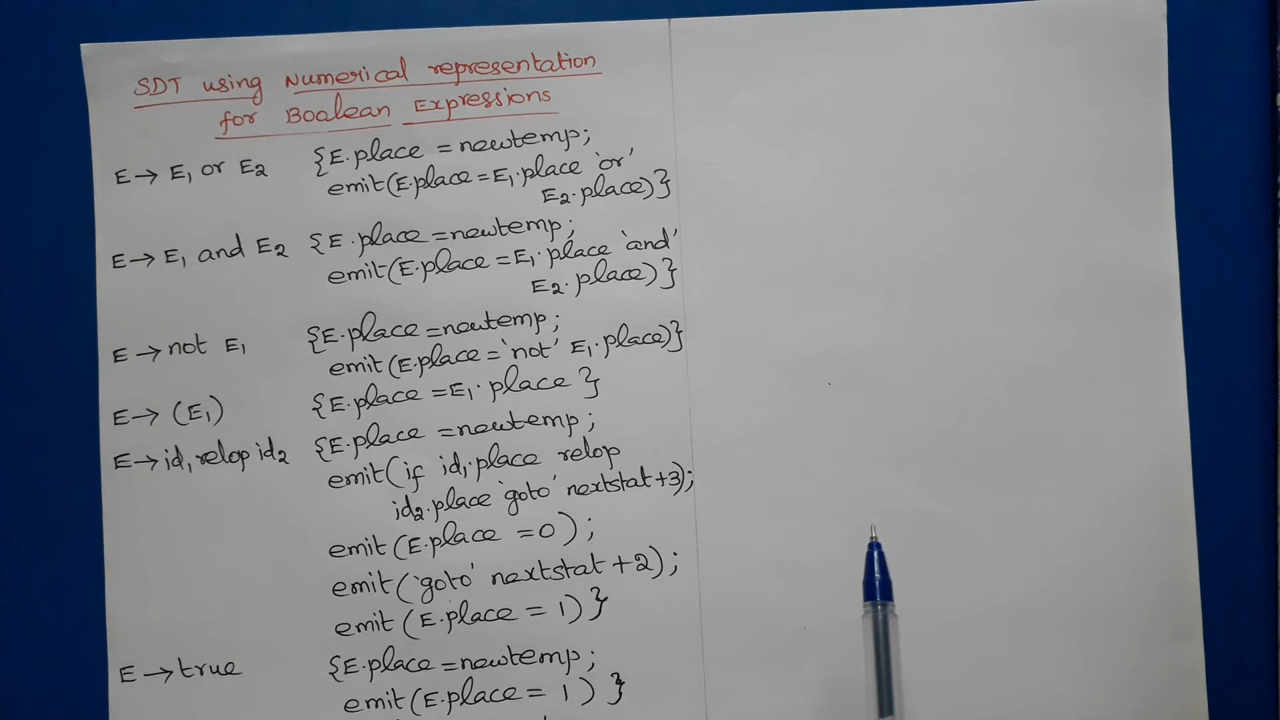 SDT using Numerical representation
for Boolean Expressions
E → E1 or E2 {E.place = newtemp;
emit(E.place = E1.place 'or'
E2.place)}
E → E1 and E2 {E.place = newtemp;
emit(E.place = E1.place 'and'
E2.place)}
E → not E1 {E.place = newtemp;
emit(E.place = 'not' E1.place)}
E → (E1) {E.place = E1.place }
E → id1 relop id2 {E.place = newtemp;
emit(if id1.place relop
id2.place 'goto' nextstat+3);
emit(E.place = 0);
emit('goto' nextstat+2);
emit(E.place = 1)}
E → true {E.place = newtemp;
emit(E.place = 1) }